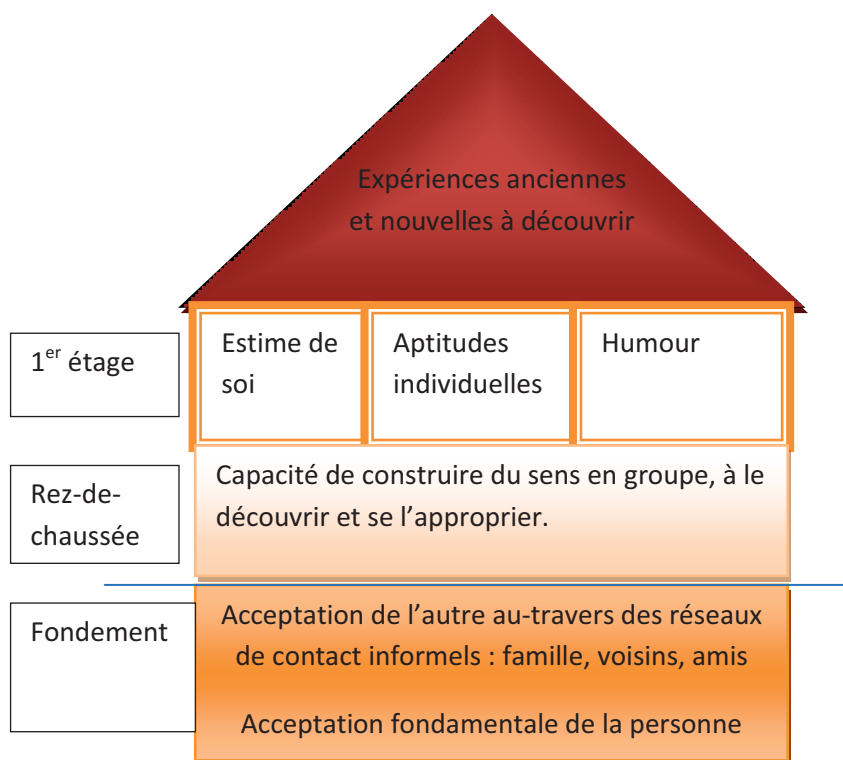 Expériences anciennes
et nouvelles à découvrir
1er étage
Estime de
soi
Aptitudes
individuelles
Humour
Rez-de-
chaussée
Capacité de construire du sens en groupe, à le
découvrir et se l’approprier.
Fondement
Acceptation de l’autre au-travers des réseaux
de contact informels : famille, voisins, amis
Acceptation fondamentale de la personne